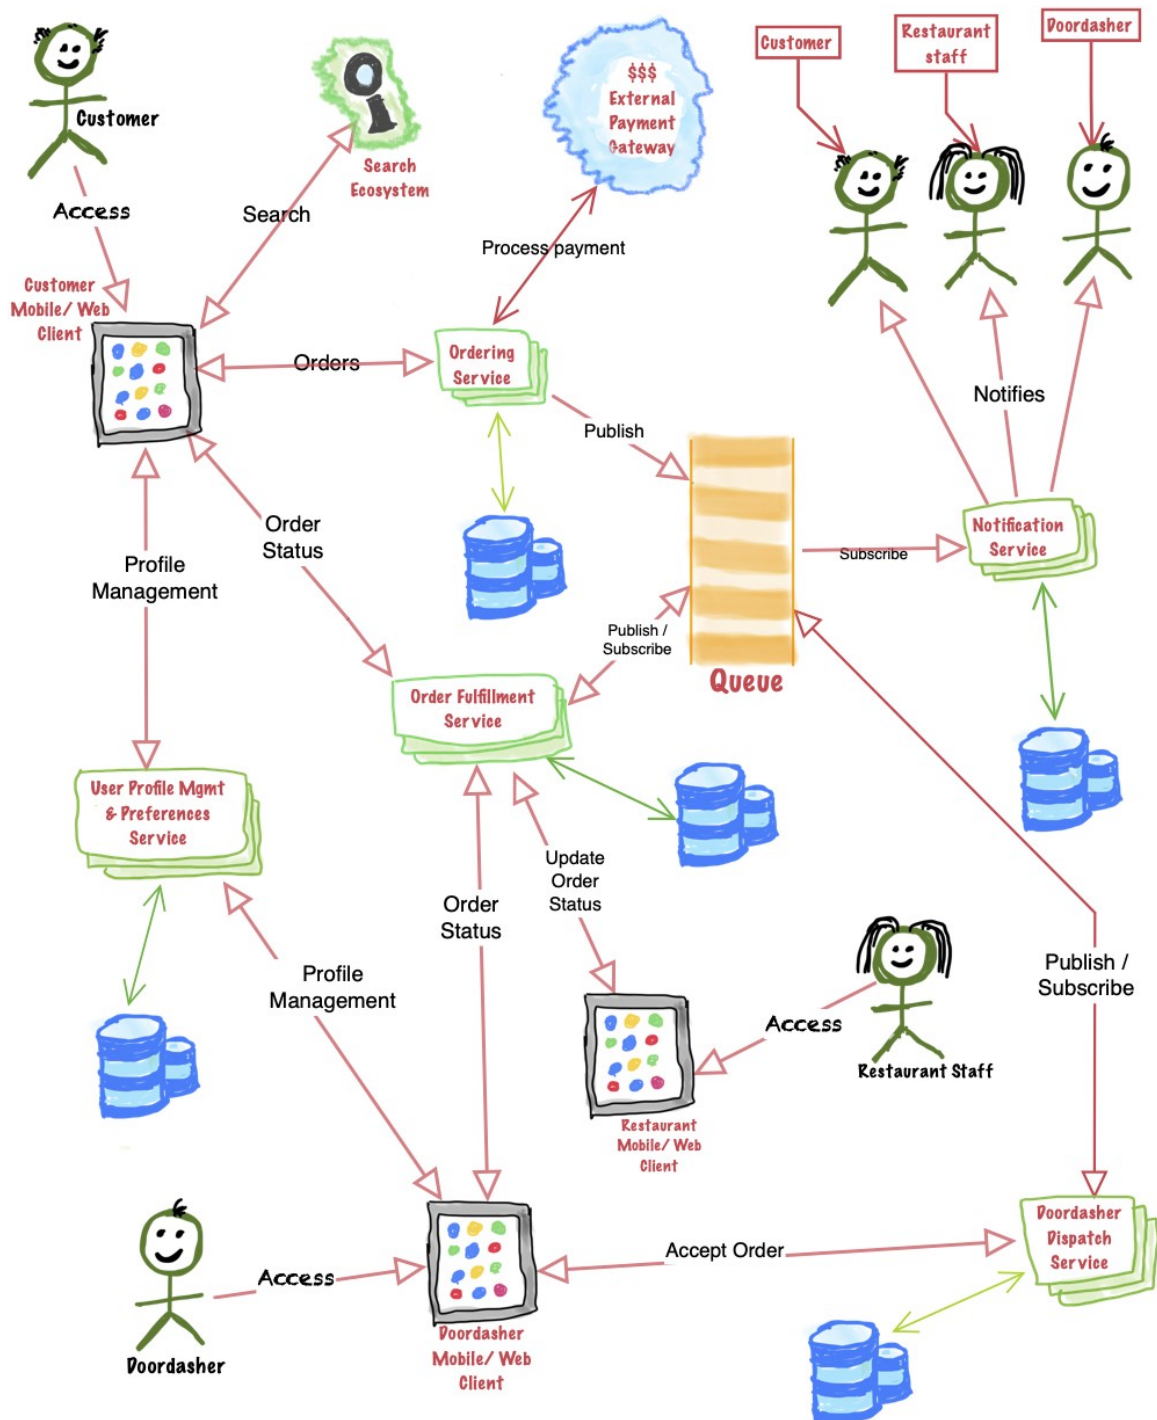 Customer
Restaurant
staff
Doordasher
$$$
External
Payment
Gateway
Customer
Search
Ecosystem
Access
Search
Process payment
Customer
Mobile/ Web
Client
Orders
Ordering
Service
Notifies
Publish
Order
Status
Notification
Service
Subscribe
Profile
Management
Publish /
Subscribe
Queue
Order Fulfillment
Service
User Profile Mgmt
& Preferences
Service
Update
Order
Status
Order
Status
Profile
Management
Publish /
Subscribe
Access
Restaurant Staff
Restaurant
Mobile/ Web
Client
Doordasher
Dispatch
Service
Accept Order
Access
Doordasher
Doordasher
Mobile/ Web
Client